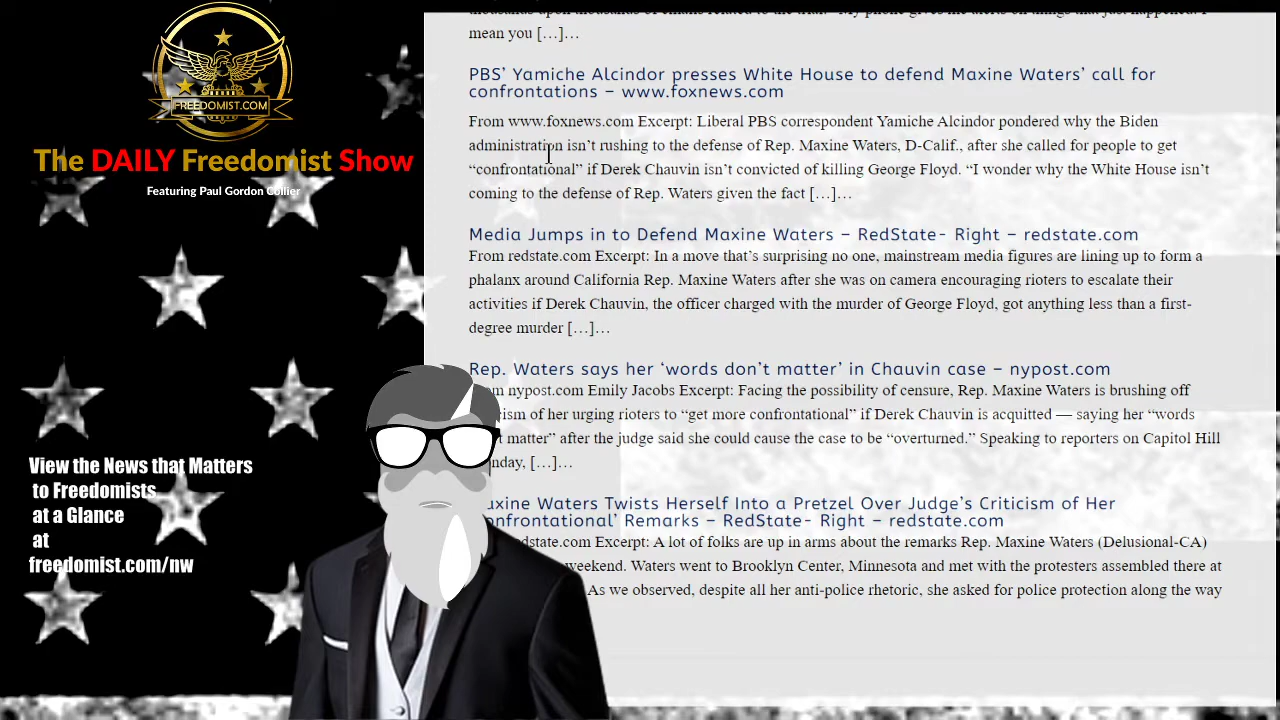 FREEDOMIST.COM
The DAILY Freedomist Show
Featuring Paul Gordon Collier
View the News that Matters
to Freedomists
at a Glance
at
freedomist.com/nw
mean you […]…
PBS’ Yamiche Alcindor presses White House to defend Maxine Waters’ call for
confrontations – www.foxnews.com
From www.foxnews.com Excerpt: Liberal PBS correspondent Yamiche Alcindor pondered why the Biden
administration isn’t rushing to the defense of Rep. Maxine Waters, D-Calif., after she called for people to get
“confrontational” if Derek Chauvin isn’t convicted of killing George Floyd. “I wonder why the White House isn’t
coming to the defense of Rep. Waters given the fact […]…
Media Jumps in to Defend Maxine Waters – RedState- Right – redstate.com
From redstate.com Excerpt: In a move that’s surprising no one, mainstream media figures are lining up to form a
phalanx around California Rep. Maxine Waters after she was on camera encouraging rioters to escalate their
activities if Derek Chauvin, the officer charged with the murder of George Floyd, got anything less than a first-
degree murder […]…
Rep. Waters says her ‘words don’t matter’ in Chauvin case – nypost.com
nypost.com Emily Jacobs Excerpt: Facing the possibility of censure, Rep. Maxine Waters is brushing off
of her urging rioters to “get more confrontational” if Derek Chauvin is acquitted — saying her “words
matter” after the judge said she could cause the case to be “overturned.” Speaking to reporters on Capitol Hill
[…]…
Waters Twists Herself Into a Pretzel Over Judge’s Criticism of Her
Remarks – RedState- Right – redstate.com
Excerpt: A lot of folks are up in arms about the remarks Rep. Maxine Waters (Delusional-CA)
weekend. Waters went to Brooklyn Center, Minnesota and met with the protesters assembled there at
As we observed, despite all her anti-police rhetoric, she asked for police protection along the way